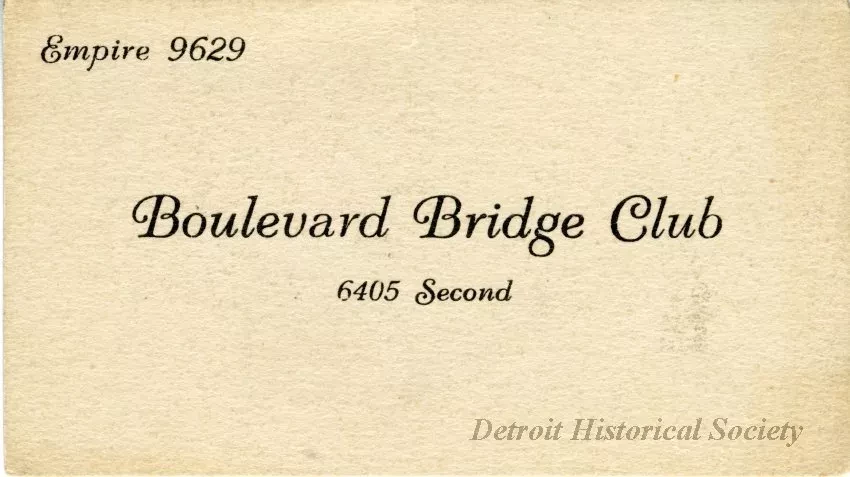 Empire 9629
Boulevard Bridge Club
6405 Second
Detroit Historical Society